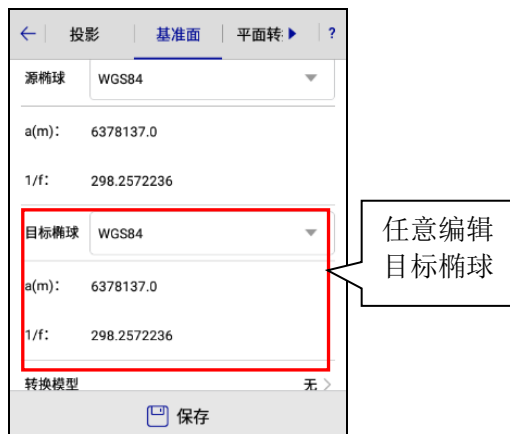 ← 投影 基准面 平面转 ?
源椭球 WGS84
a(m)： 6378137.0
1/f： 298.2572236
目标椭球 WGS84
a(m)： 6378137.0
1/f： 298.2572236
转换模型 无 >
保存
任意编辑
目标椭球